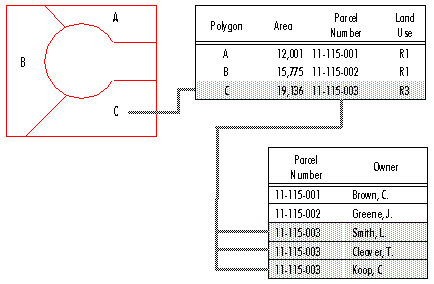 A
B
C
Polygon Area Parcel Number Land Use
A 12,001 11-115-001 R1
B 15,775 11-115-002 R1
C 19,136 11-115-003 R3
Parcel Number Owner
11-115-001 Brown, C.
11-115-002 Greene, J.
11-115-003 Smith, L.
11-115-003 Cleaver, T.
11-115-003 Koop, C